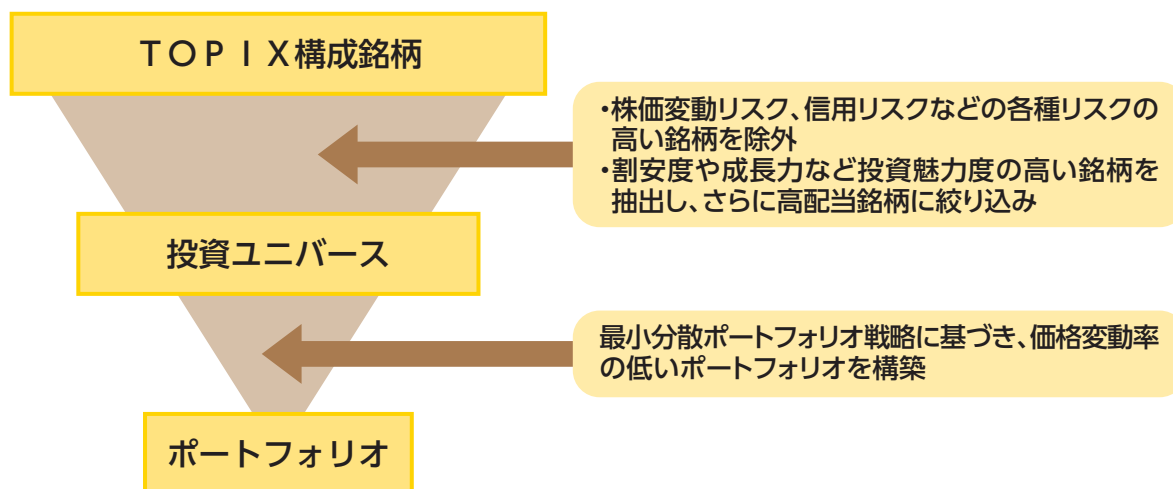 ＴＯＰＩＸ構成銘柄
・株価変動リスク、信用リスクなどの各種リスクの
高い銘柄を除外
・割安度や成長力など投資魅力度の高い銘柄を
抽出し、さらに高配当銘柄に絞り込み
投資ユニバース
最小分散ポートフォリオ戦略に基づき、価格変動率
の低いポートフォリオを構築
ポートフォリオ